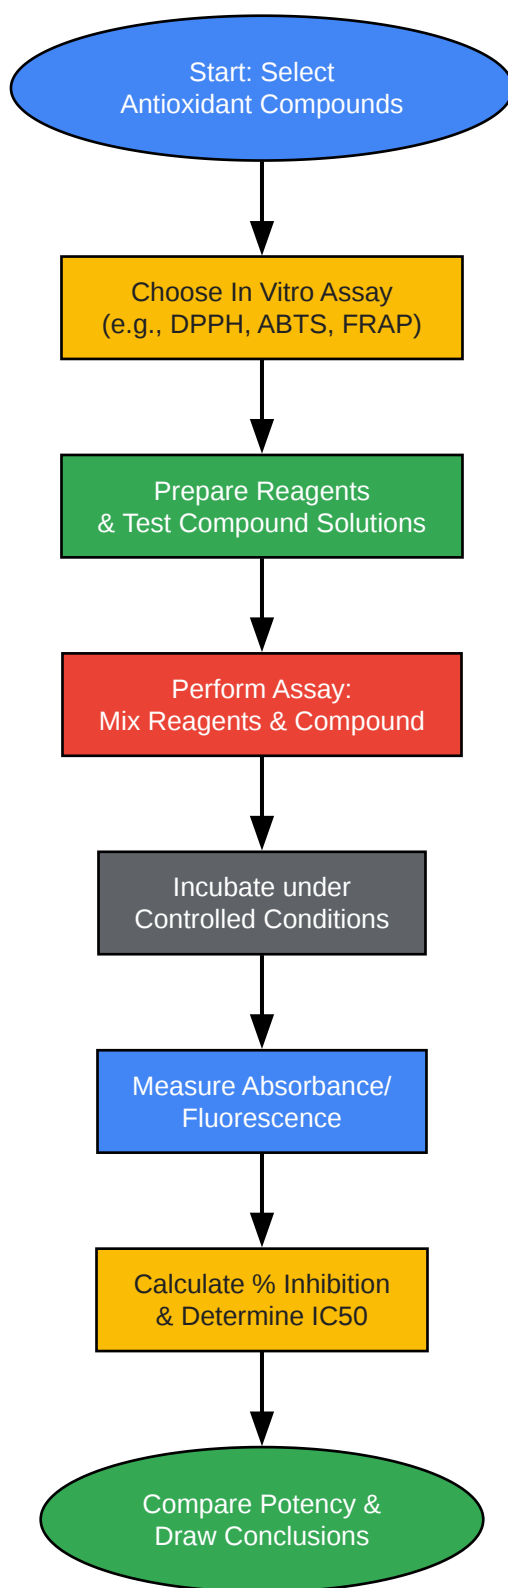 Start: Select
Antioxidant Compounds
Choose In Vitro Assay
(e.g., DPPH, ABTS, FRAP)
Prepare Reagents
& Test Compound Solutions
Perform Assay:
Mix Reagents & Compound
Incubate under
Controlled Conditions
Measure Absorbance/
Fluorescence
Calculate % Inhibition
& Determine IC50
Compare Potency &
Draw Conclusions